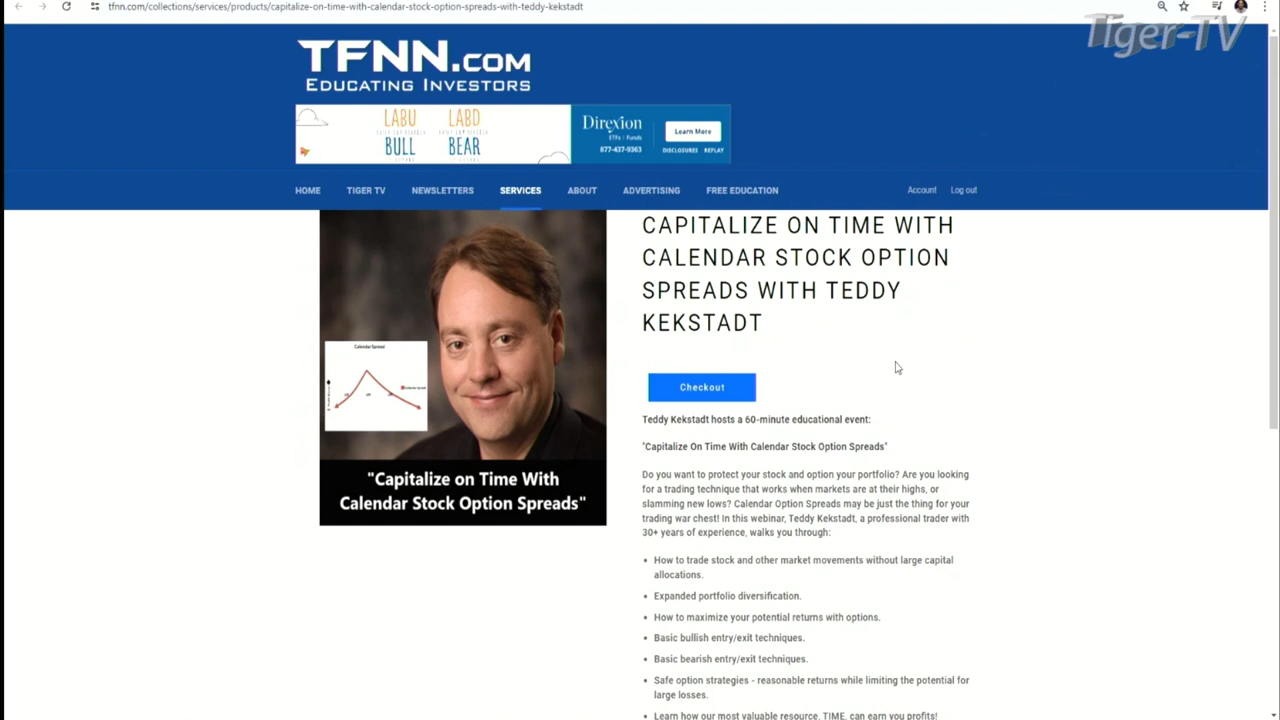 tfnn.com/collections/services/products/capitalize-on-time-with-calendar-stock-option-spreads-with-teddy-kekstadt
Tiger-TV
TFNN.COM
EDUCATING INVESTORS
LABU
LABD
BULL
BEAR
Direxion
ETFs | Funds
877-437-9363
Learn More
DISCLOSURES REPLAY
HOME
TIGER TV
NEWSLETTERS
SERVICES
ABOUT
ADVERTISING
FREE EDUCATION
Account
Log out
Calendar Spread
"Capitalize on Time With
Calendar Stock Option Spreads"
CAPITALIZE ON TIME WITH
CALENDAR STOCK OPTION
SPREADS WITH TEDDY
KEKSTADT
Checkout
Teddy Kekstadt hosts a 60-minute educational event:
"Capitalize On Time With Calendar Stock Option Spreads"
Do you want to protect your stock and option your portfolio? Are you looking
for a trading technique that works when markets are at their highs, or
slamming new lows? Calendar Option Spreads may be just the thing for your
trading war chest! In this webinar, Teddy Kekstadt, a professional trader with
30+ years of experience, walks you through:
• How to trade stock and other market movements without large capital
allocations.
• Expanded portfolio diversification.
• How to maximize your potential returns with options.
• Basic bullish entry/exit techniques.
• Basic bearish entry/exit techniques.
• Safe option strategies - reasonable returns while limiting the potential for
large losses.
• Learn how our most valuable resource, TIME, can earn you profits!